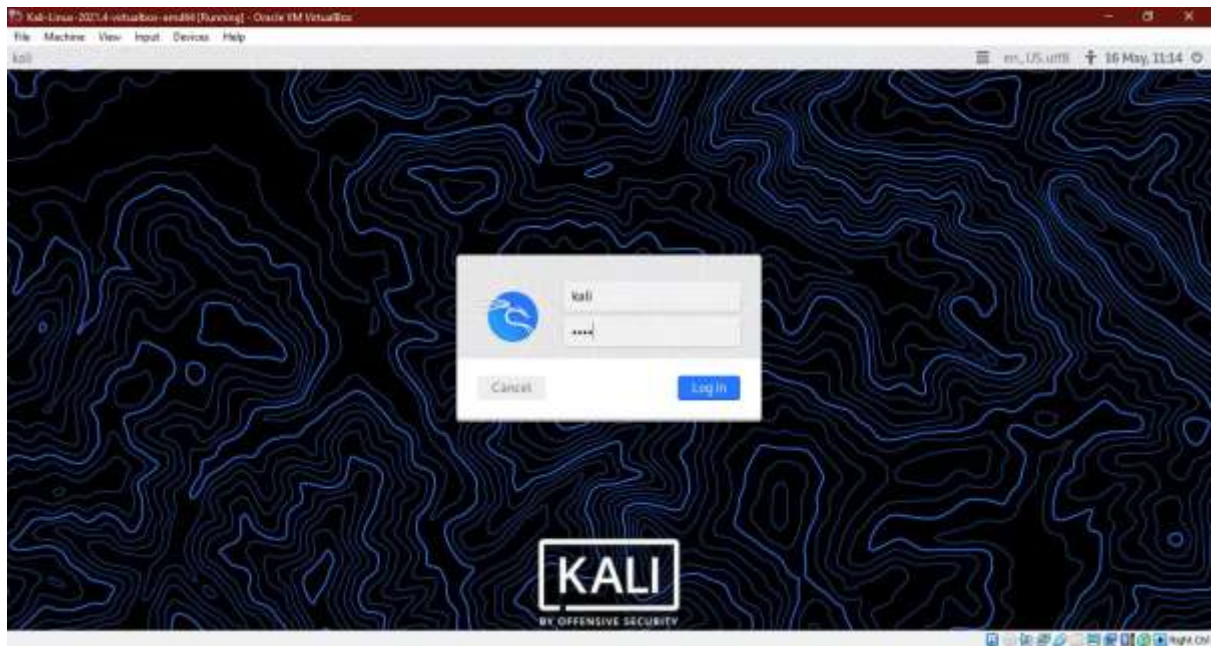 Kali-Linux-2021.4-virtualbox-amd64 [Running] - Oracle VM VirtualBox
File Machine View Input Devices Help
kali en_US.utf8 16 May, 11:14
kali
••••
Cancel Log In
KALI
BY OFFENSIVE SECURITY
Right Ctrl